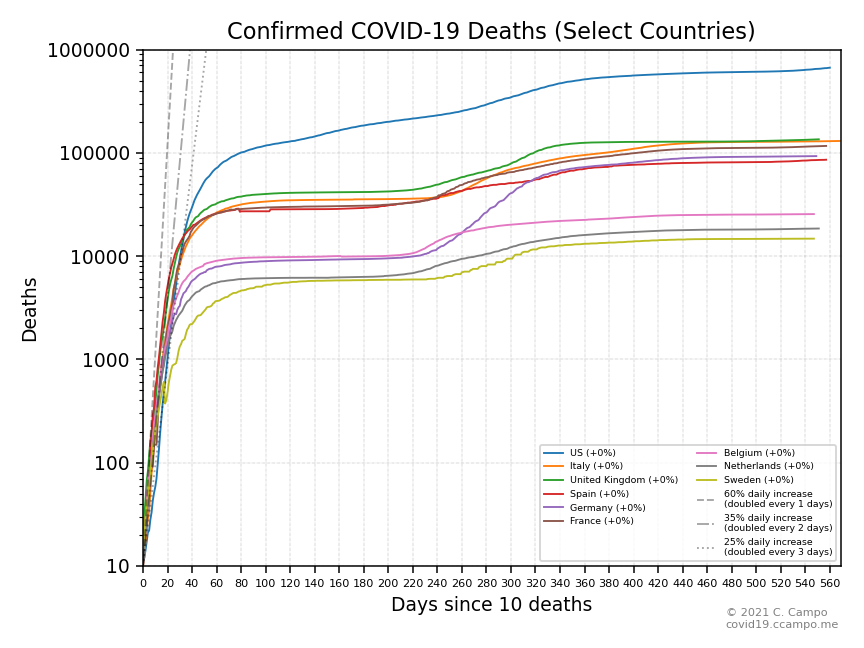 Confirmed COVID-19 Deaths (Select Countries)
1000000
100000
10000
1000
100
10
Deaths
US (+0%)
Italy (+0%)
United Kingdom (+0%)
Spain (+0%)
Germany (+0%)
France (+0%)
Belgium (+0%)
Netherlands (+0%)
Sweden (+0%)
60% daily increase
(doubled every 1 days)
35% daily increase
(doubled every 2 days)
25% daily increase
(doubled every 3 days)
0 20 40 60 80 100 120 140 160 180 200 220 240 260 280 300 320 340 360 380 400 420 440 460 480 500 520 540 560
Days since 10 deaths
© 2021 C. Campo
covid19.ccampo.me